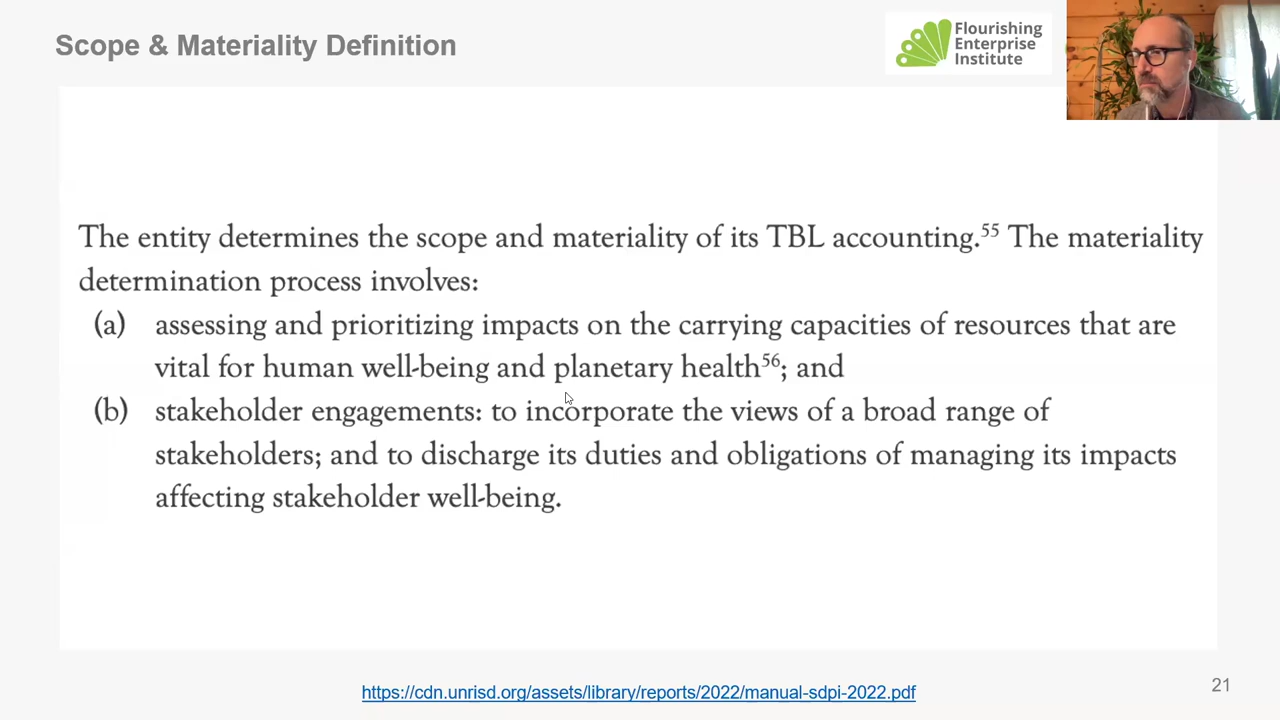 Scope & Materiality Definition
Flourishing
Enterprise
Institute
The entity determines the scope and materiality of its TBL accounting.⁵⁵ The materiality
determination process involves:
(a) assessing and prioritizing impacts on the carrying capacities of resources that are
vital for human well-being and planetary health⁵⁶; and
(b) stakeholder engagements: to incorporate the views of a broad range of
stakeholders; and to discharge its duties and obligations of managing its impacts
affecting stakeholder well-being.
https://cdn.unrisd.org/assets/library/reports/2022/manual-sdpi-2022.pdf
21